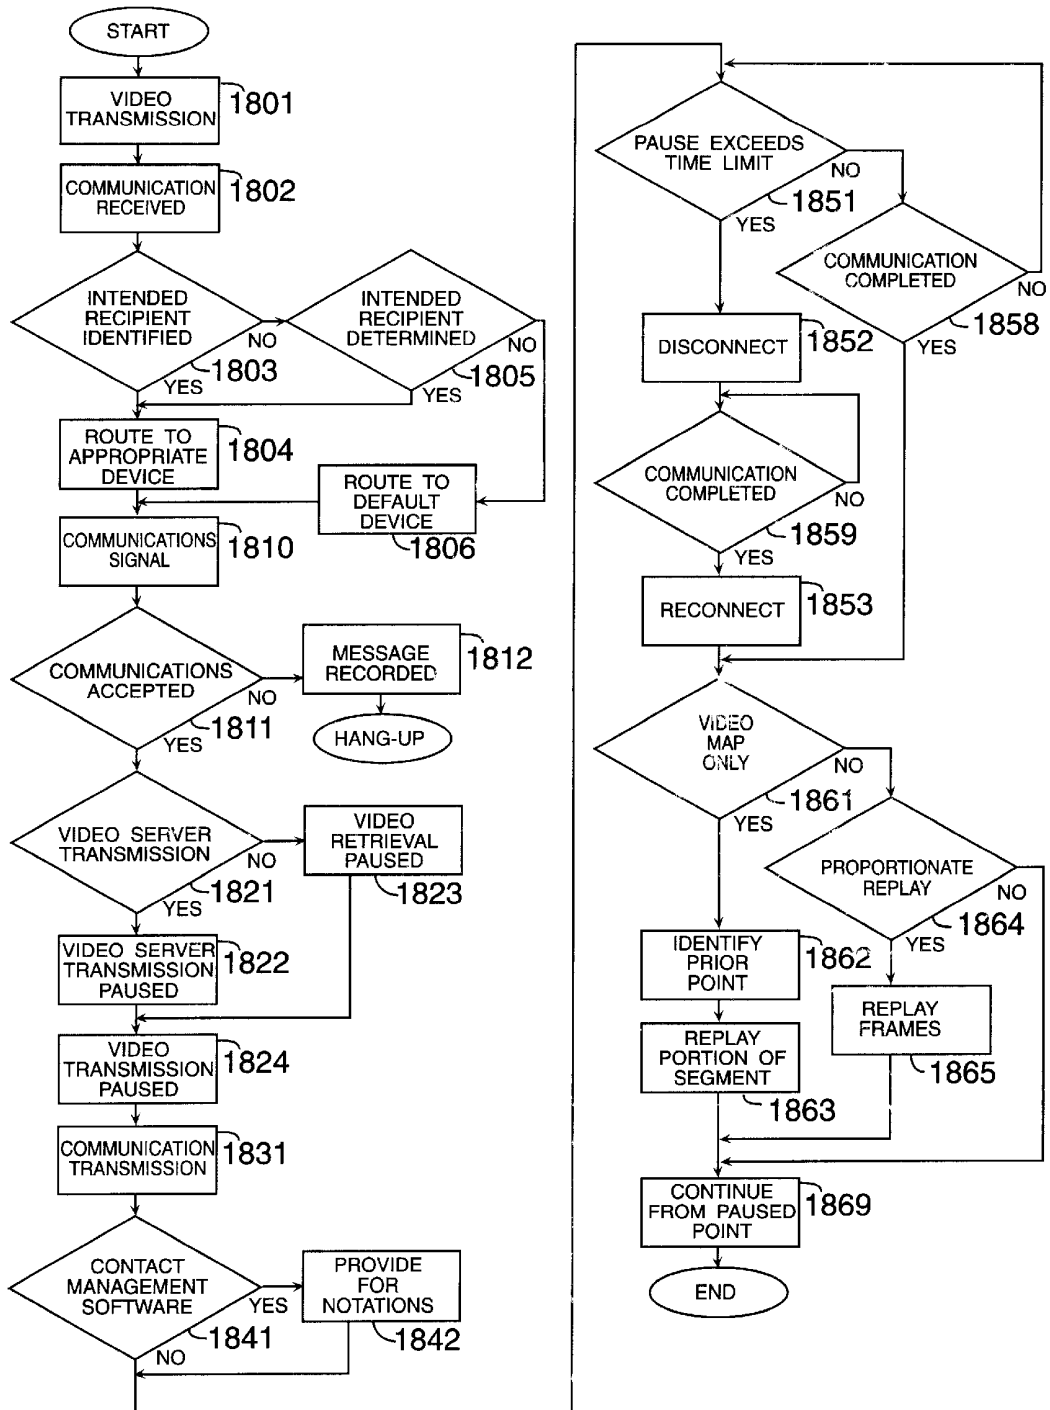 START
VIDEO
TRANSMISSION
1801
COMMUNICATION
RECEIVED
1802
INTENDED
RECIPIENT
IDENTIFIED
NO
1803
YES
INTENDED
RECIPIENT
DETERMINED
NO
1805
YES
ROUTE TO
APPROPRIATE
DEVICE
1804
ROUTE TO
DEFAULT
DEVICE
1806
COMMUNICATIONS
SIGNAL
1810
COMMUNICATIONS
ACCEPTED
NO
1811
YES
MESSAGE
RECORDED
1812
HANG-UP
VIDEO SERVER
TRANSMISSION
NO
1821
YES
VIDEO
RETRIEVAL
PAUSED
1823
VIDEO SERVER
TRANSMISSION
PAUSED
1822
VIDEO
TRANSMISSION
PAUSED
1824
COMMUNICATION
TRANSMISSION
1831
CONTACT
MANAGEMENT
SOFTWARE
YES
1841
NO
PROVIDE
FOR
NOTATIONS
1842
PAUSE EXCEEDS
TIME LIMIT
NO
1851
YES
COMMUNICATION
COMPLETED
NO
1858
YES
DISCONNECT
1852
COMMUNICATION
COMPLETED
NO
1859
YES
RECONNECT
1853
VIDEO
MAP
ONLY
NO
1861
YES
PROPORTIONATE
REPLAY
NO
1864
YES
IDENTIFY
PRIOR
POINT
1862
REPLAY
FRAMES
1865
REPLAY
PORTION OF
SEGMENT
1863
CONTINUE
FROM PAUSED
POINT
1869
END